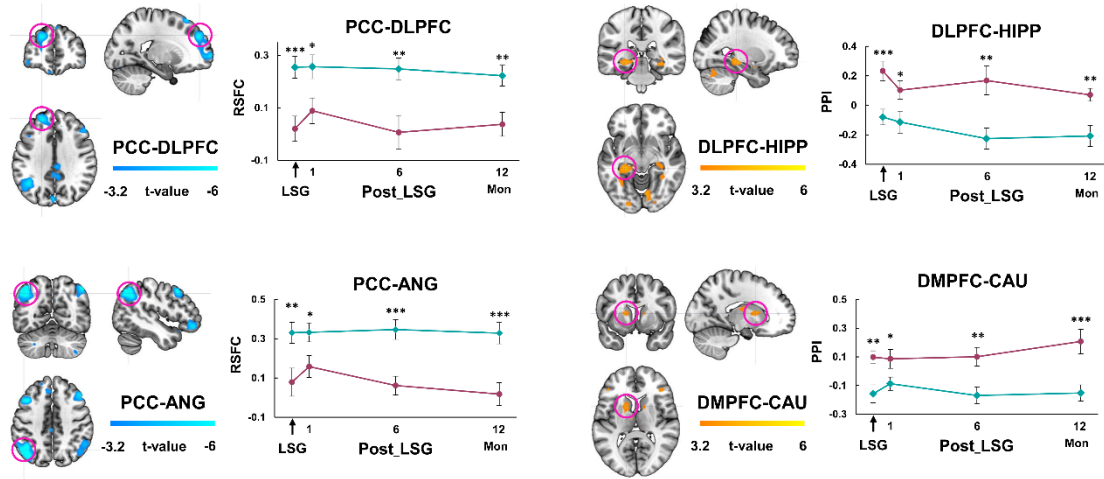 PCC-DLPFC
0.3
0.1
-0.1
RSFC
***
*
**
**
LSG
1
6
12
Post_LSG
Mon
PCC-DLPFC
-3.2 t-value -6
DLPFC-HIPP
0.4
0.2
0
-0.2
-0.4
PPI
***
*
**
**
LSG
1
6
12
Post_LSG
Mon
DLPFC-HIPP
3.2 t-value 6
PCC-ANG
0.5
0.3
0.1
-0.1
RSFC
**
*
***
***
LSG
1
6
12
Post_LSG
Mon
PCC-ANG
-3.2 t-value -6
DMPFC-CAU
0.5
0.3
0.1
-0.1
-0.3
PPI
**
*
**
***
LSG
1
6
12
Post_LSG
Mon
DMPFC-CAU
3.2 t-value 6